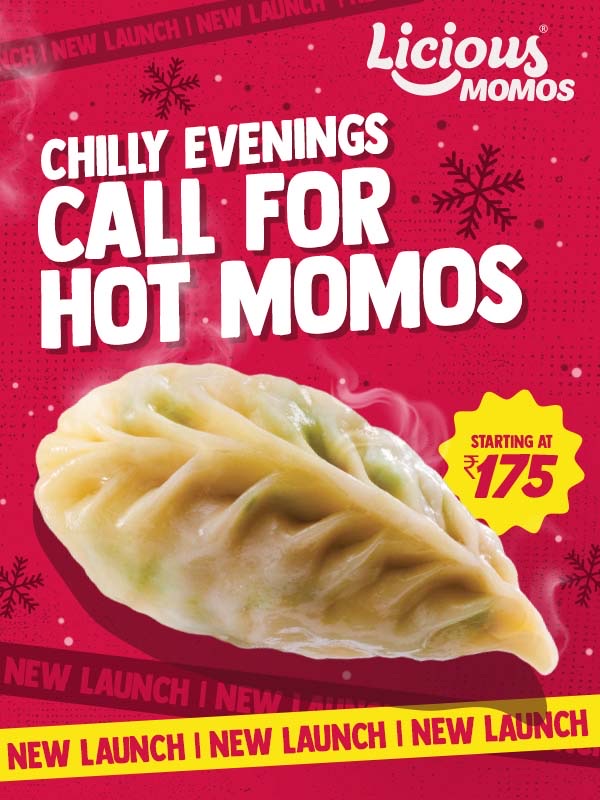 NEW LAUNCH | NEW LAUNCH
Licious®
MOMOS
CHILLY EVENINGS
CALL FOR
HOT MOMOS
STARTING AT
₹175
NEW LAUNCH | NEW LAUNCH
NEW LAUNCH | NEW LAUNCH | NEW LAUNCH